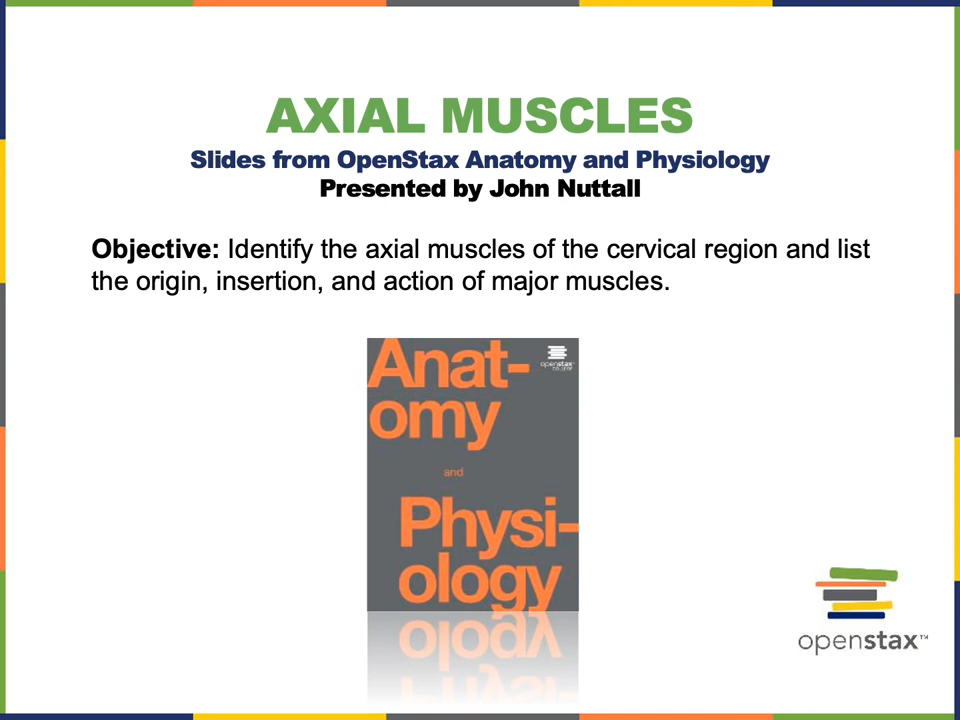 AXIAL MUSCLES
Slides from OpenStax Anatomy and Physiology
Presented by John Nuttall
Objective: Identify the axial muscles of the cervical region and list
the origin, insertion, and action of major muscles.
Anat-
openstax
omy
and
Physi-
ology
openstax™